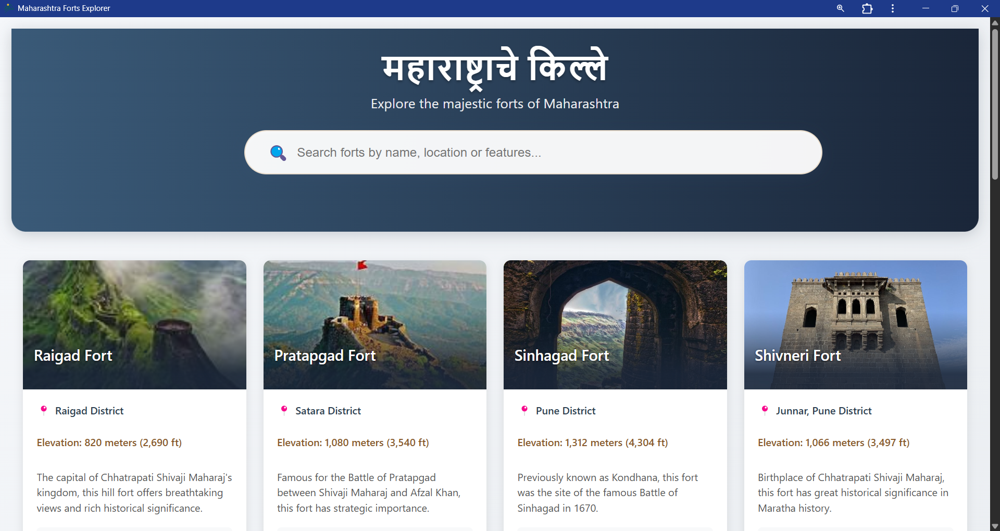 Maharashtra Forts Explorer
महाराष्ट्राचे किल्ले
Explore the majestic forts of Maharashtra
Search forts by name, location or features...
Raigad Fort
Raigad District
Elevation: 820 meters (2,690 ft)
The capital of Chhatrapati Shivaji Maharaj's
kingdom, this hill fort offers breathtaking
views and rich historical significance.
Pratapgad Fort
Satara District
Elevation: 1,080 meters (3,540 ft)
Famous for the Battle of Pratapgad
between Shivaji Maharaj and Afzal Khan,
this fort has strategic importance.
Sinhagad Fort
Pune District
Elevation: 1,312 meters (4,304 ft)
Previously known as Kondhana, this fort
was the site of the famous Battle of
Sinhagad in 1670.
Shivneri Fort
Junnar, Pune District
Elevation: 1,066 meters (3,497 ft)
Birthplace of Chhatrapati Shivaji Maharaj,
this fort has great historical significance in
Maratha history.